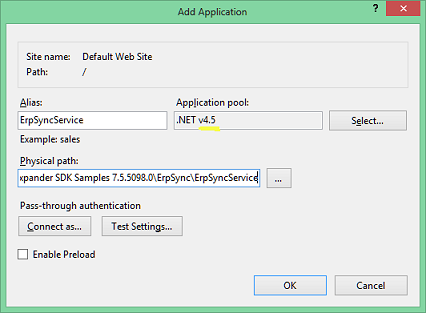 Add Application
?
Site name: Default Web Site
Path: /
Alias:
Application pool:
ErpSyncService
.NET v4.5
Select...
Example: sales
Physical path:
xpander SDK Samples 7.5.5098.0\ErpSync\ErpSyncService
...
Pass-through authentication
Connect as...
Test Settings...
Enable Preload
OK
Cancel